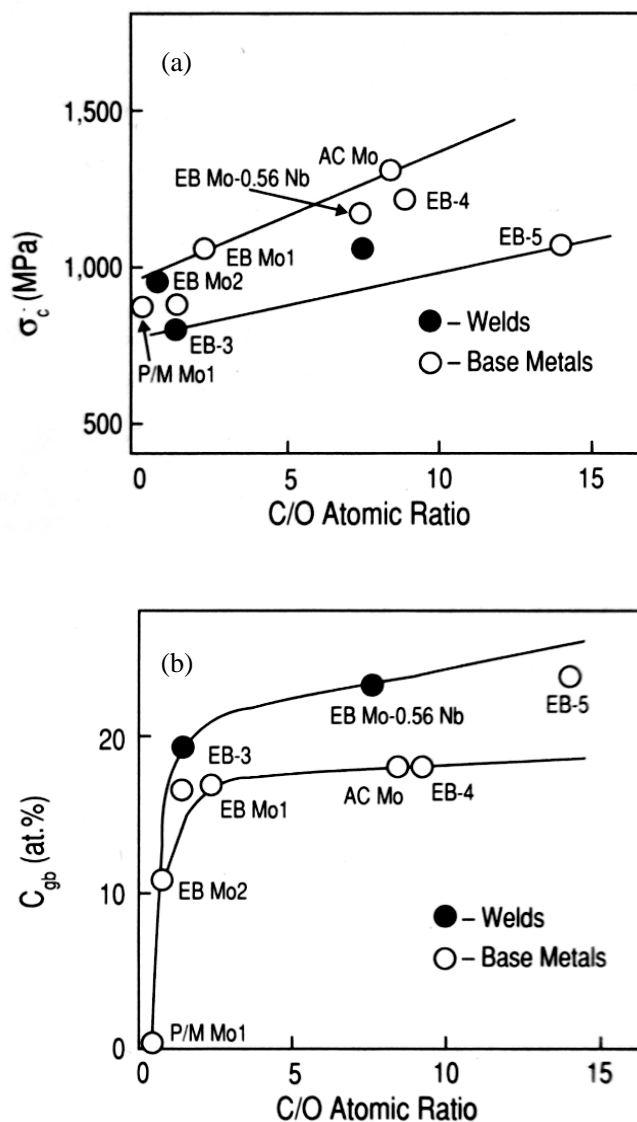 (a)
1,500
1,000
500
σc· (MPa)
AC Mo
EB Mo-0.56 Nb
EB-4
EB Mo1
EB-5
EB Mo2
EB-3
P/M Mo1
– Welds
– Base Metals
0 5 10 15
C/O Atomic Ratio
(b)
20
10
0
Cgb (at.%)
EB Mo-0.56 Nb
EB-5
EB-3
EB Mo1
AC Mo
EB-4
EB Mo2
P/M Mo1
– Welds
– Base Metals
0 5 10 15
C/O Atomic Ratio